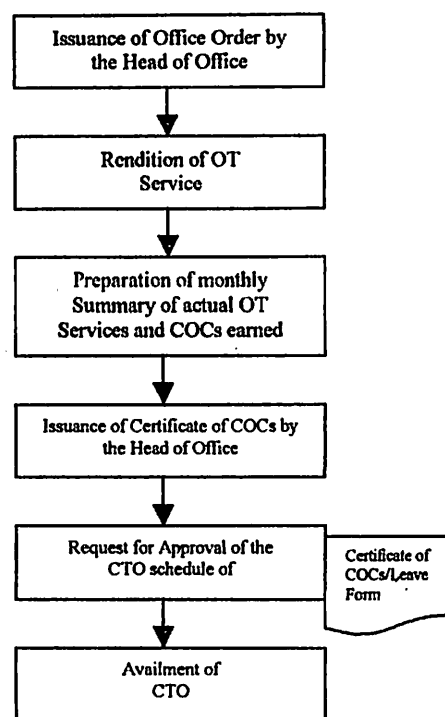 Issuance of Office Order by
the Head of Office
Rendition of OT
Service
Preparation of monthly
Summary of actual OT
Services and COCs earned
Issuance of Certificate of COCs by
the Head of Office
Request for Approval of the
CTO schedule of
Certificate of
COCs/Leave
Form
Availment of
CTO